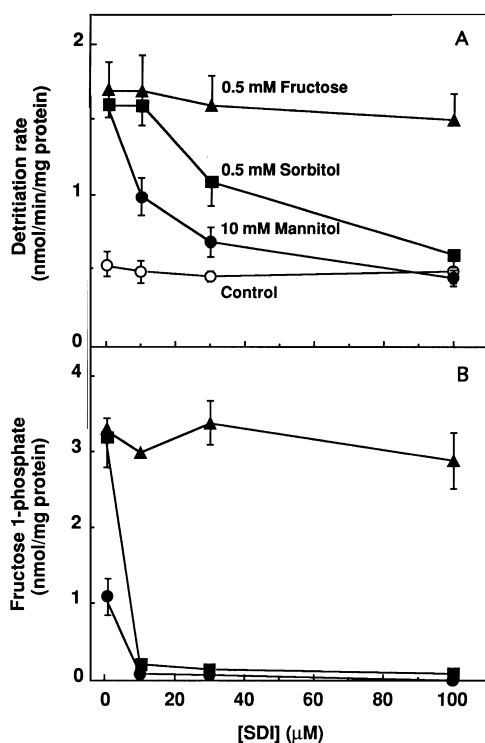 A
2
1
0
Detritiation rate
(nmol/min/mg protein)
0.5 mM Fructose
0.5 mM Sorbitol
10 mM Mannitol
Control
B
4
3
2
1
0
Fructose 1-phosphate
(nmol/mg protein)
0 20 40 60 80 100
[SDI] (μM)